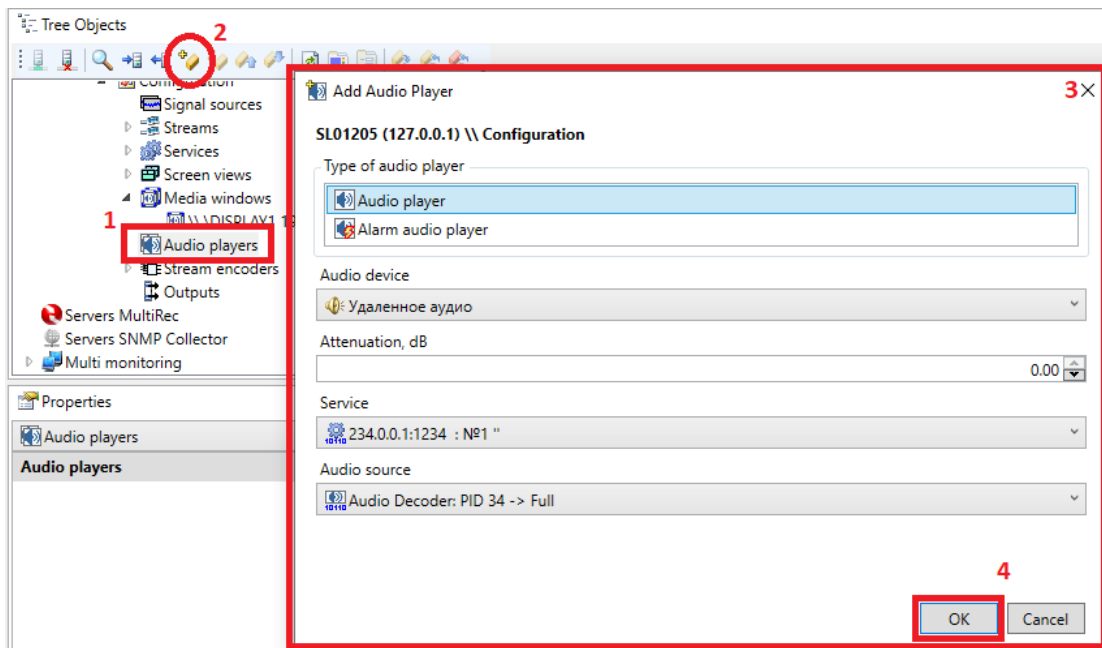 Tree Objects
2
Configuration
Signal sources
Streams
Services
Screen views
Media windows
1
\\.\DISPLAY1 19
Audio players
Stream encoders
Outputs
Servers MultiRec
Servers SNMP Collector
Multi monitoring
Properties
Audio players
Audio players
Add Audio Player
3
SL01205 (127.0.0.1) \\ Configuration
Type of audio player
Audio player
Alarm audio player
Audio device
Удаленное аудио
Attenuation, dB
0.00
Service
234.0.0.1:1234 : №1 "
Audio source
Audio Decoder: PID 34 -> Full
4
OK
Cancel